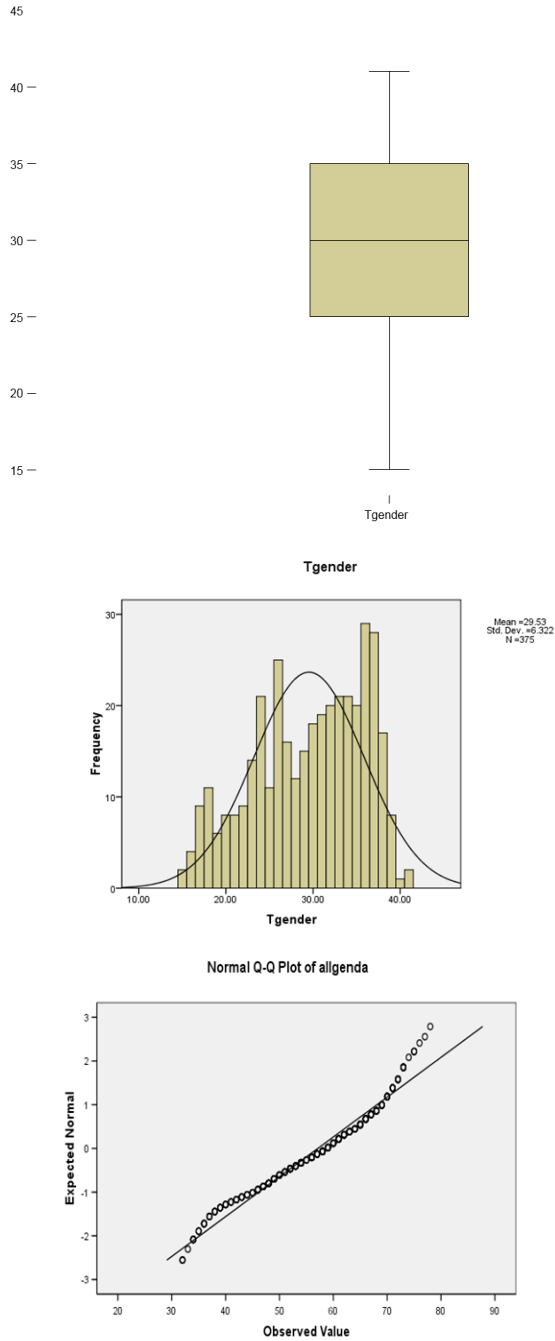 45
40
35
30
25
20
15
Tgender
Tgender
Mean =29.53
Std. Dev. =6.322
N =375
30
20
10
0
Frequency
10.00 20.00 30.00 40.00
Tgender
Normal Q-Q Plot of allgenda
3
2
1
0
-1
-2
-3
Expected Normal
20 30 40 50 60 70 80 90
Observed Value